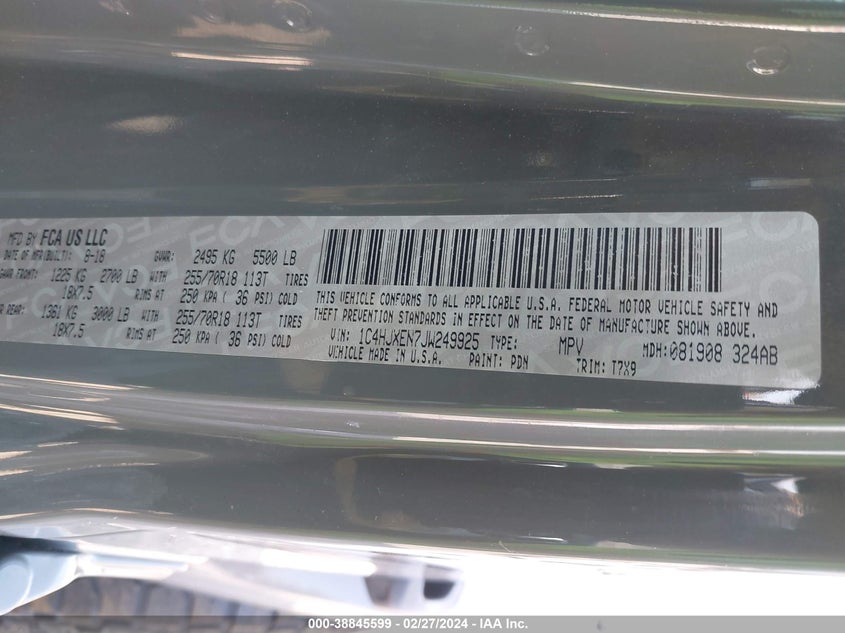 MFD BY FCA US LLC
DATE OF MFR(BUILT): 8-18 GVWR: 2495 KG 5500 LB
GAWR FRONT: 1225 KG 2700 LB WITH 255/70R18 113T TIRES
18X7.5 RIMS AT 250 KPA ( 36 PSI) COLD
REAR: 1361 KG 3000 LB WITH 255/70R18 113T TIRES
18X7.5 RIMS AT 250 KPA ( 36 PSI) COLD
THIS VEHICLE CONFORMS TO ALL APPLICABLE U.S.A. FEDERAL MOTOR VEHICLE SAFETY AND
THEFT PREVENTION STANDARDS IN EFFECT ON THE DATE OF MANUFACTURE SHOWN ABOVE.
VIN: 1C4HJXEN7JW249925 TYPE: MPV MDH: 081908 324AB
VEHICLE MADE IN U.S.A. PAINT: PDN TRIM: T7X9
000-38845599 - 02/27/2024 - IAA Inc.